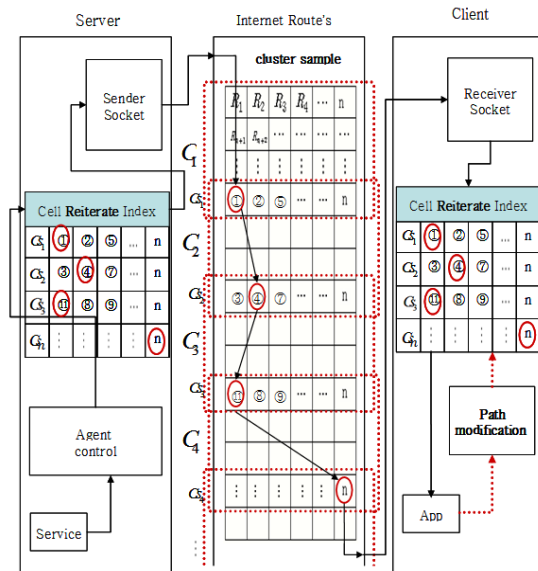 Server
Internet Route's
Client
cluster sample
Sender
Socket
Receiver
Socket
R1 R2 R3 R4 ... n
Rn+1 Rn+2 ... ... ... ...
⋮ ⋮ ⋮ ⋮ ⋮ ⋮
C1
Cell Reiterate Index
Cs1 ① ② ⑤ ... n
Cs2 ③ ④ ⑦ ... n
Cs3 ⑪ ⑧ ⑨ ... n
Csn ⋮ ⋮ ⋮ ⋮ n
Cs1 ① ② ⑤ ... ... n
C2
Cs2 ③ ④ ⑦ ... ... n
C3
Cs3 ⑪ ⑧ ⑨ ... ... n
C4
Cs4 ⋮ ⋮ ⋮ ⋮ ⋮ n
⋮
Cell Reiterate Index
Cs1 ① ② ⑤ ... n
Cs2 ③ ④ ⑦ ... n
Cs3 ⑪ ⑧ ⑨ ... n
Csn ⋮ ⋮ ⋮ ⋮ n
Agent
control
Service
Path
modification
App